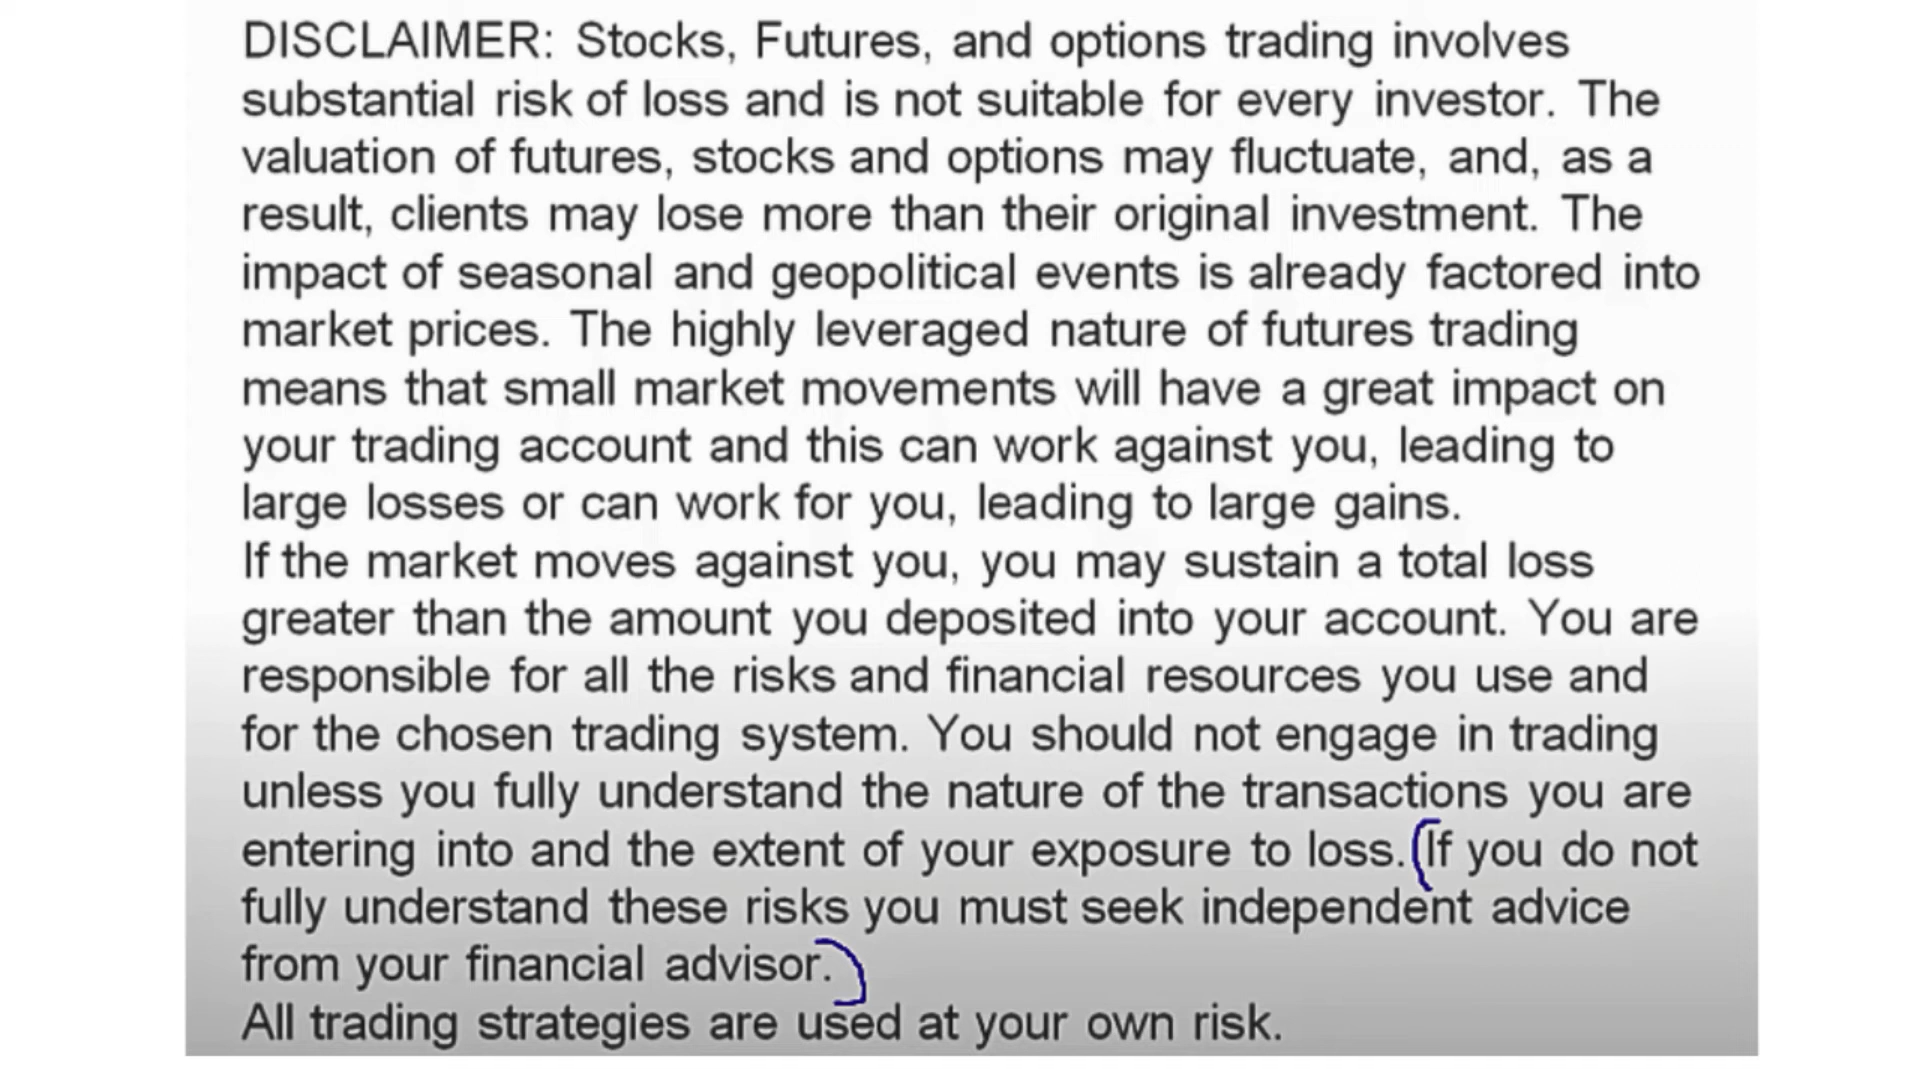 DISCLAIMER: Stocks, Futures, and options trading involves
substantial risk of loss and is not suitable for every investor. The
valuation of futures, stocks and options may fluctuate, and, as a
result, clients may lose more than their original investment. The
impact of seasonal and geopolitical events is already factored into
market prices. The highly leveraged nature of futures trading
means that small market movements will have a great impact on
your trading account and this can work against you, leading to
large losses or can work for you, leading to large gains.
If the market moves against you, you may sustain a total loss
greater than the amount you deposited into your account. You are
responsible for all the risks and financial resources you use and
for the chosen trading system. You should not engage in trading
unless you fully understand the nature of the transactions you are
entering into and the extent of your exposure to loss. (If you do not
fully understand these risks you must seek independent advice
from your financial advisor.)
All trading strategies are used at your own risk.